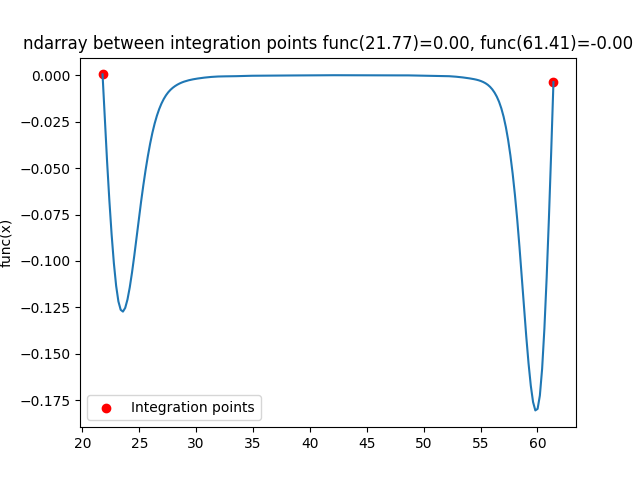 ndarray between integration points func(21.77)=0.00, func(61.41)=-0.00
0.000
−0.025
−0.050
−0.075
−0.100
−0.125
−0.150
−0.175
func(x)
Integration points
20 25 30 35 40 45 50 55 60